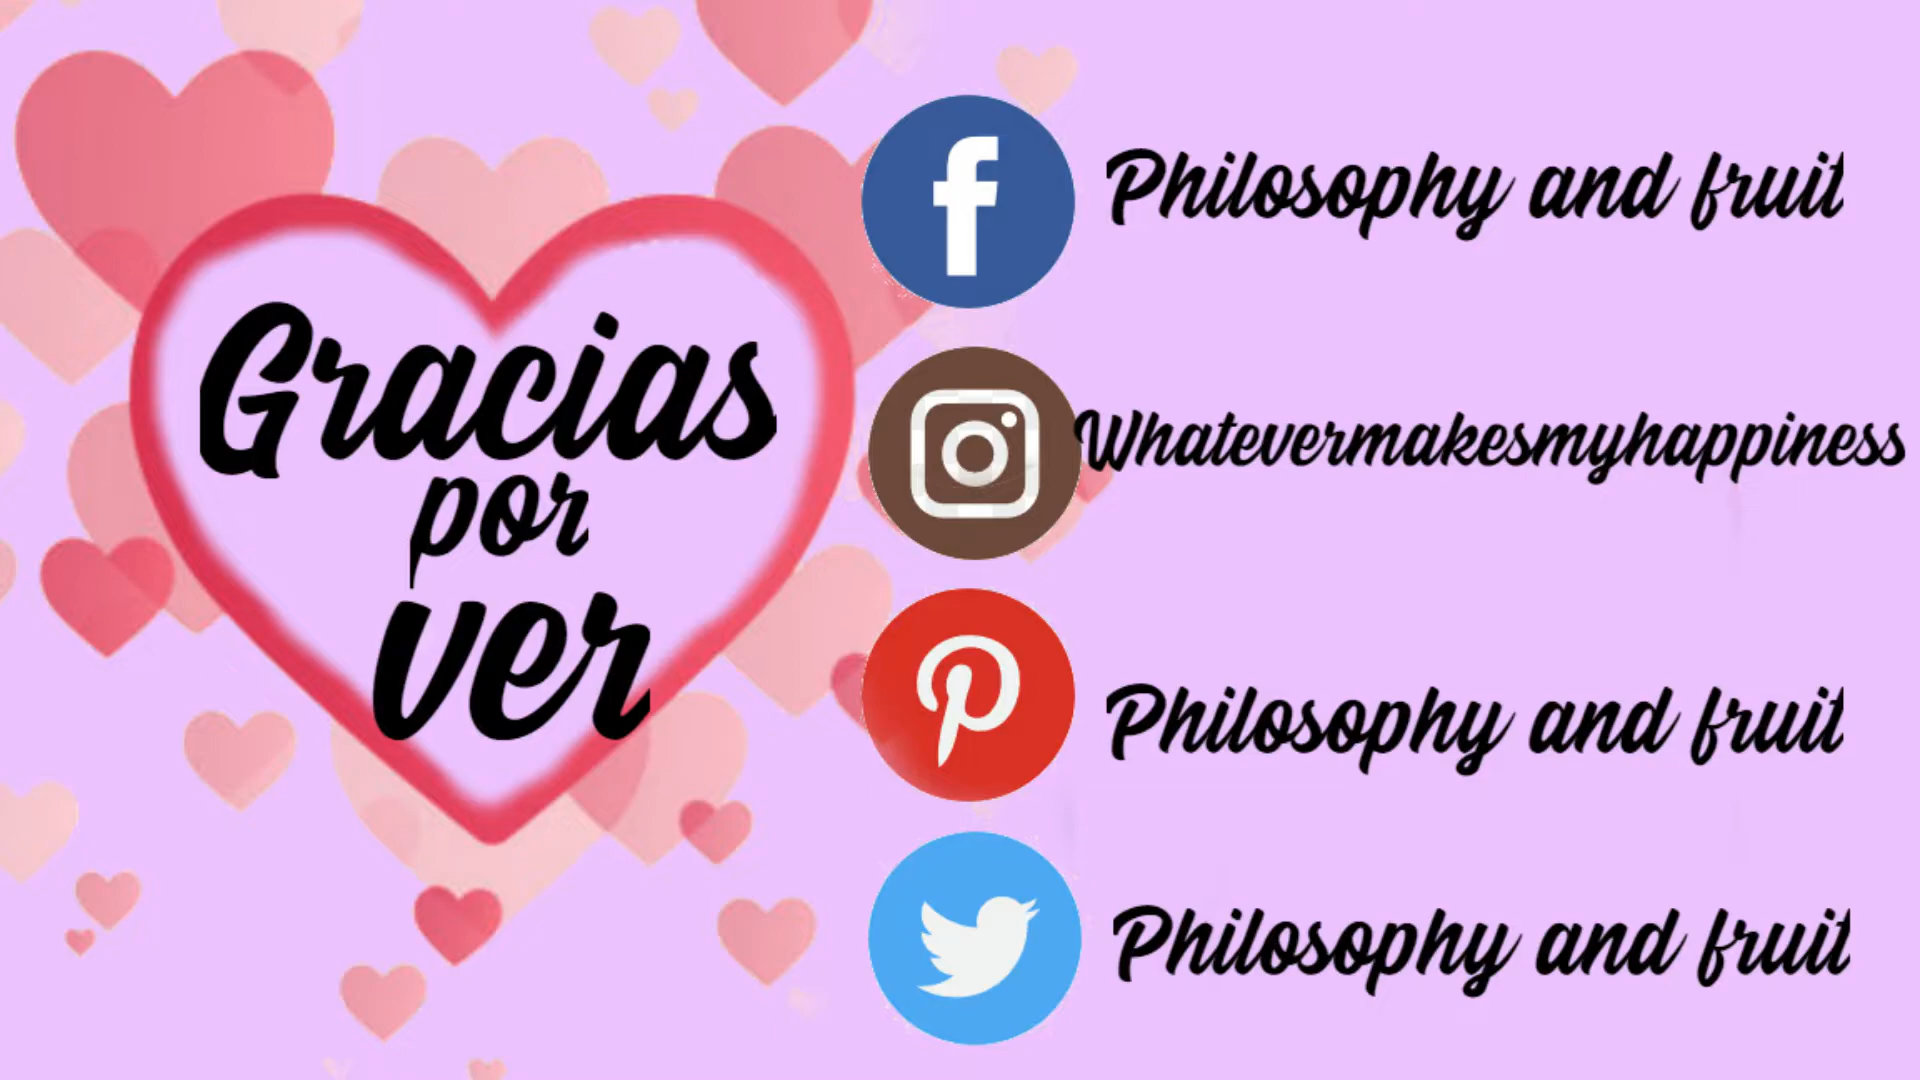 Gracias
por
ver
Philosophy and fruit
Whatevermakesmyhappiness
Philosophy and fruit
Philosophy and fruit